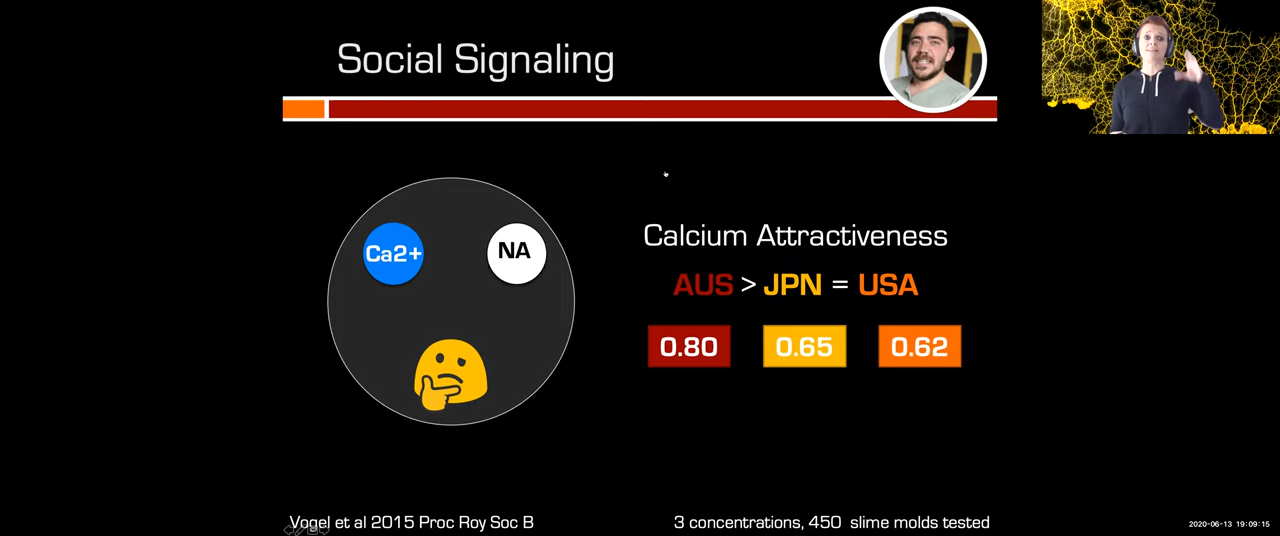 Social Signaling
Ca2+
NA
Calcium Attractiveness
AUS > JPN = USA
0.80 0.65 0.62
Vogel et al 2015 Proc Roy Soc B
3 concentrations, 450 slime molds tested
2020-06-13 19:09:15